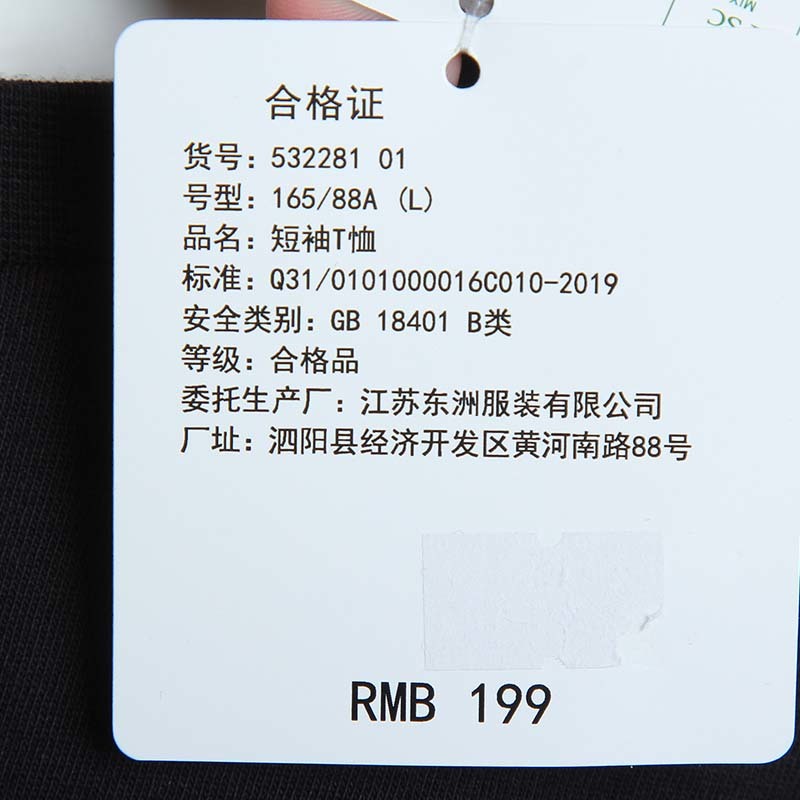 合格证
货号: 532281 01
号型: 165/88A (L)
品名: 短袖T恤
标准: Q31/0101000016C010-2019
安全类别: GB 18401 B类
等级: 合格品
委托生产厂: 江苏东洲服装有限公司
厂址: 泗阳县经济开发区黄河南路88号
RMB 199